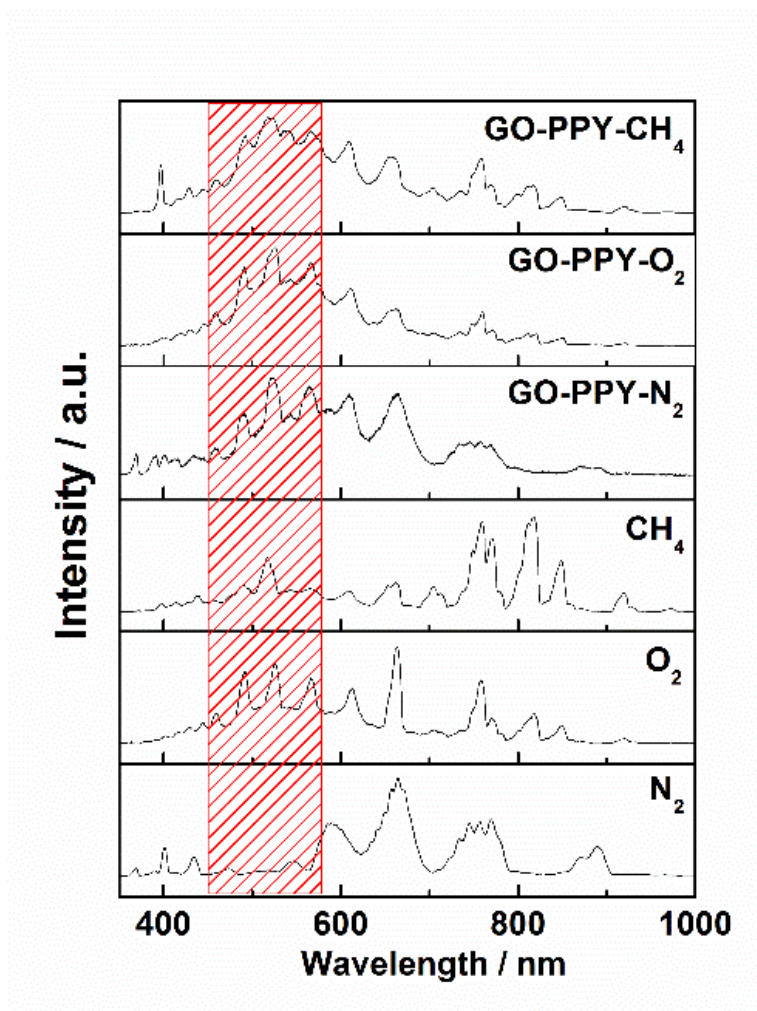 GO-PPY-CH₄
GO-PPY-O₂
GO-PPY-N₂
CH₄
O₂
N₂
Intensity / a.u.
400 600 800 1000
Wavelength / nm